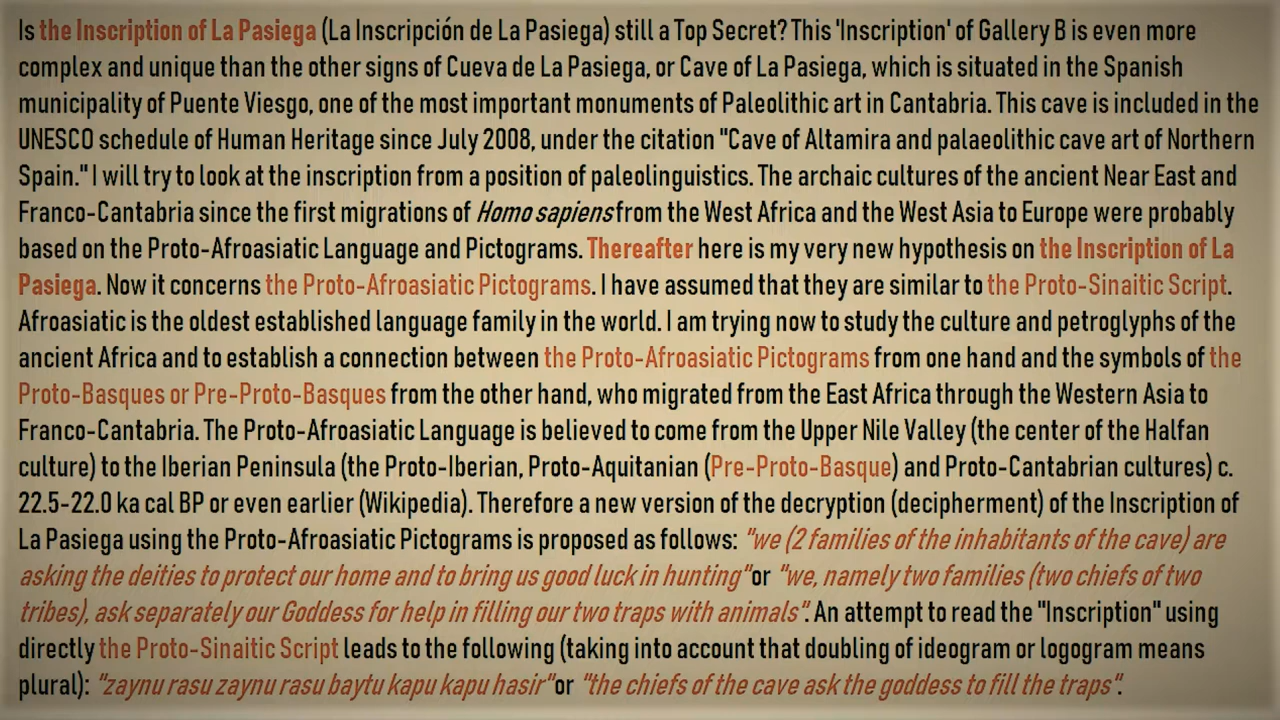 Is the Inscription of La Pasiega (La Inscripción de La Pasiega) still a Top Secret? This 'Inscription' of Gallery B is even more
complex and unique than the other signs of Cueva de La Pasiega, or Cave of La Pasiega, which is situated in the Spanish
municipality of Puente Viesgo, one of the most important monuments of Paleolithic art in Cantabria. This cave is included in the
UNESCO schedule of Human Heritage since July 2008, under the citation "Cave of Altamira and palaeolithic cave art of Northern
Spain." I will try to look at the inscription from a position of paleolinguistics. The archaic cultures of the ancient Near East and
Franco-Cantabria since the first migrations of Homo sapiens from the West Africa and the West Asia to Europe were probably
based on the Proto-Afroasiatic Language and Pictograms. Thereafter here is my very new hypothesis on the Inscription of La
Pasiega. Now it concerns the Proto-Afroasiatic Pictograms. I have assumed that they are similar to the Proto-Sinaitic Script.
Afroasiatic is the oldest established language family in the world. I am trying now to study the culture and petroglyphs of the
ancient Africa and to establish a connection between the Proto-Afroasiatic Pictograms from one hand and the symbols of the
Proto-Basques or Pre-Proto-Basques from the other hand, who migrated from the East Africa through the Western Asia to
Franco-Cantabria. The Proto-Afroasiatic Language is believed to come from the Upper Nile Valley (the center of the Halfan
culture) to the Iberian Peninsula (the Proto-Iberian, Proto-Aquitanian (Pre-Proto-Basque) and Proto-Cantabrian cultures) c.
22.5-22.0 ka cal BP or even earlier (Wikipedia). Therefore a new version of the decryption (decipherment) of the Inscription of
La Pasiega using the Proto-Afroasiatic Pictograms is proposed as follows: "we (2 families of the inhabitants of the cave) are
asking the deities to protect our home and to bring us good luck in hunting" or "we, namely two families (two chiefs of two
tribes), ask separately our Goddess for help in filling our two traps with animals". An attempt to read the "Inscription" using
directly the Proto-Sinaitic Script leads to the following (taking into account that doubling of ideogram or logogram means
plural): "zaynu rasu zaynu rasu baytu kapu kapu hasir" or "the chiefs of the cave ask the goddess to fill the traps".